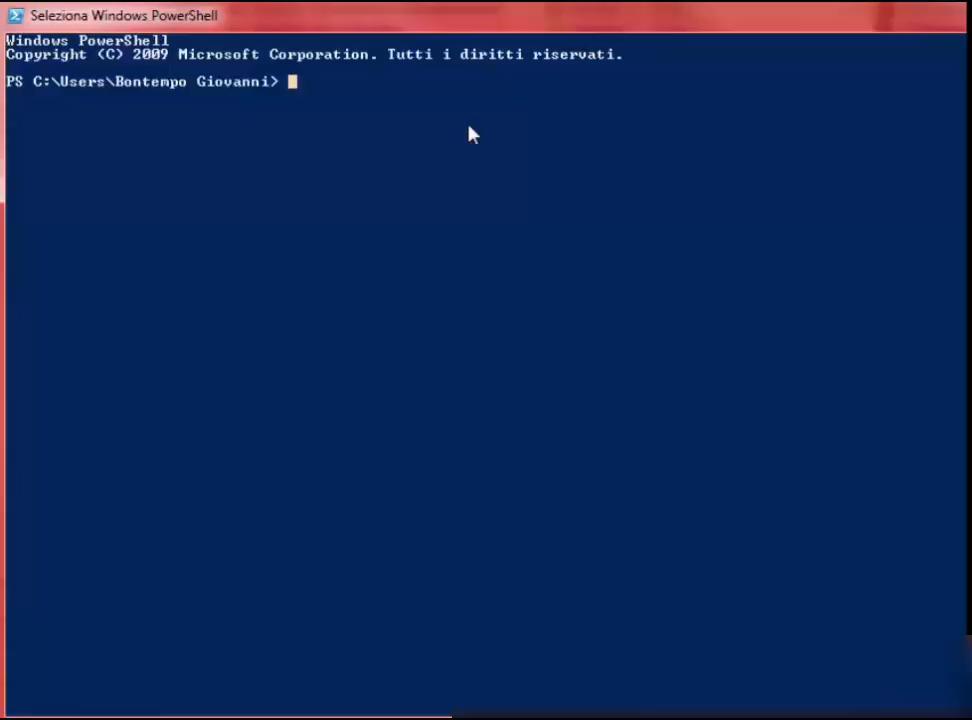 Seleziona Windows PowerShell
Windows PowerShell
Copyright (C) 2009 Microsoft Corporation. Tutti i diritti riservati.
PS C:\Users\Bontempo Giovanni>